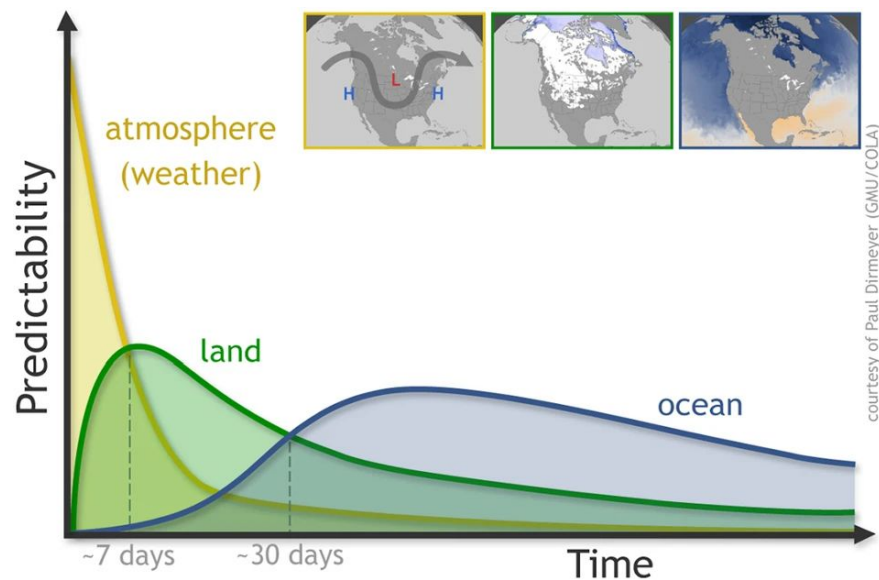 H
L
H
atmosphere
(weather)
land
ocean
Predictability
~7 days
~30 days
Time
courtesy of Paul Dirmeyer (GMU/COLA)